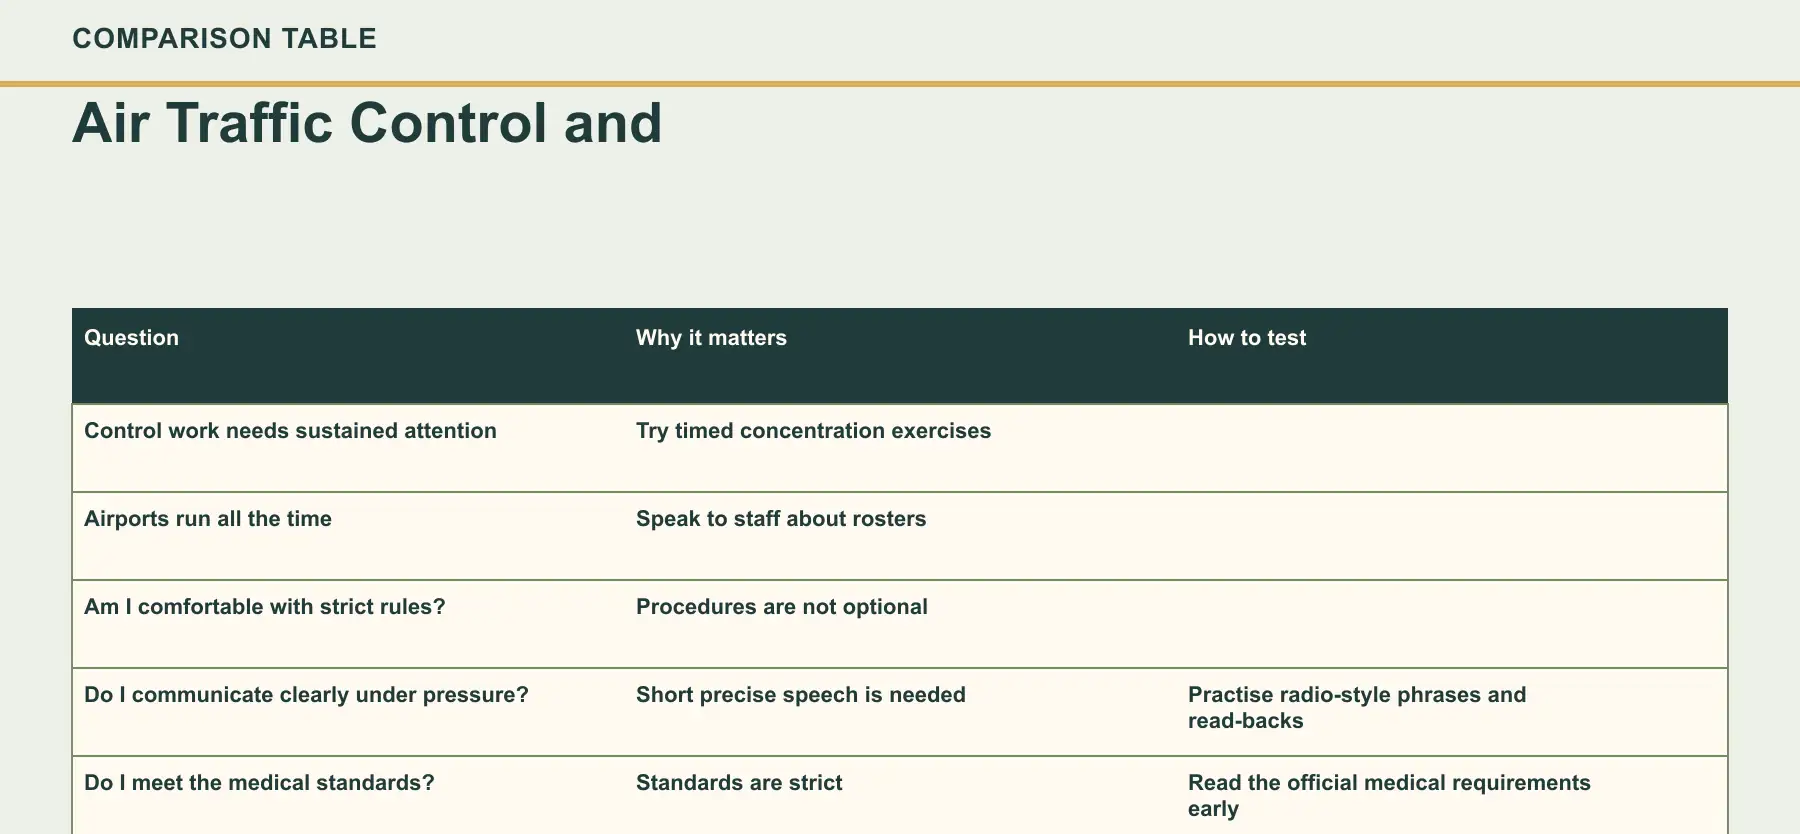 COMPARISON TABLE
Air Traffic Control and
Question Why it matters How to test
Control work needs sustained attention Try timed concentration exercises
Airports run all the time Speak to staff about rosters
Am I comfortable with strict rules? Procedures are not optional
Do I communicate clearly under pressure? Short precise speech is needed Practise radio-style phrases and
read-backs
Do I meet the medical standards? Standards are strict Read the official medical requirements
early